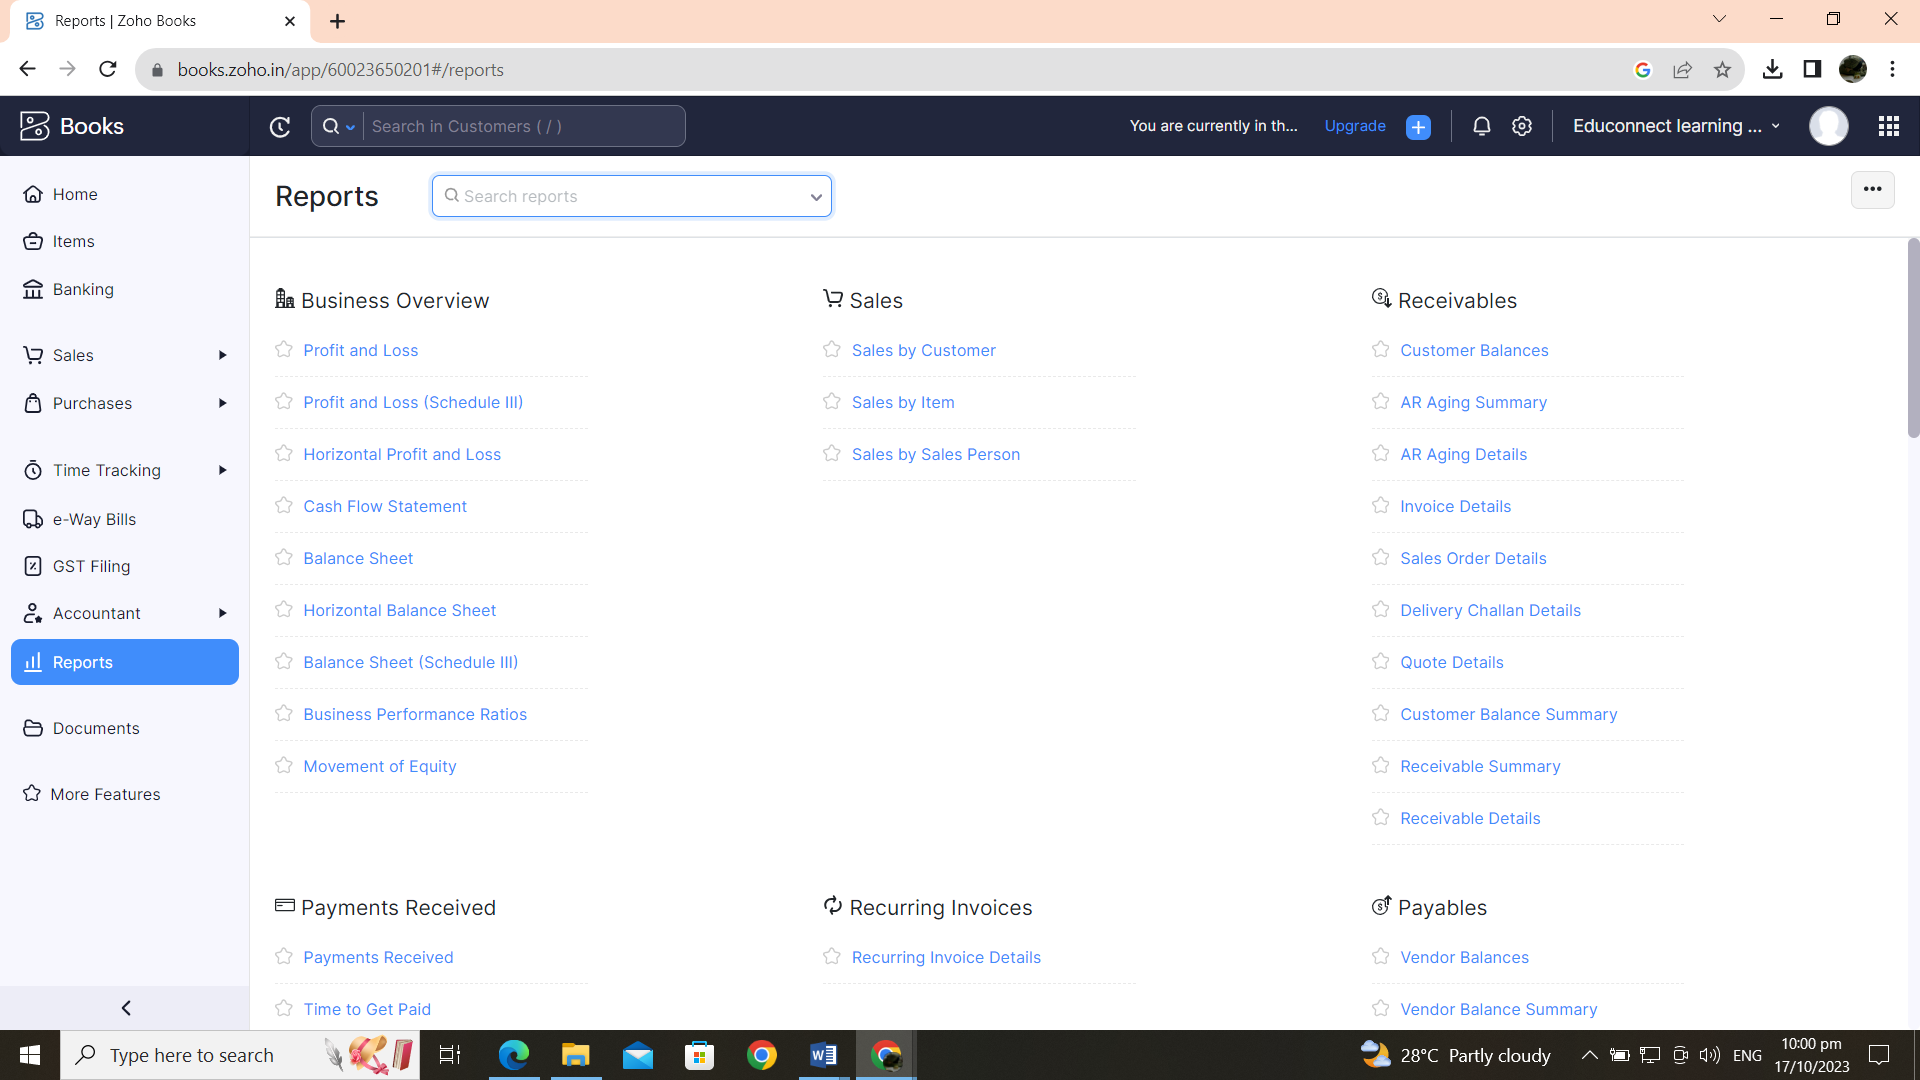 Reports | Zoho Books
books.zoho.in/app/60023650201#/reports
Books
Search in Customers ( / )
You are currently in th...
Upgrade
Educonnect learning ...
Home
Items
Banking
Sales
Purchases
Time Tracking
e-Way Bills
GST Filing
Accountant
Reports
Documents
More Features
Reports
Search reports
Business Overview
Profit and Loss
Profit and Loss (Schedule III)
Horizontal Profit and Loss
Cash Flow Statement
Balance Sheet
Horizontal Balance Sheet
Balance Sheet (Schedule III)
Business Performance Ratios
Movement of Equity
Sales
Sales by Customer
Sales by Item
Sales by Sales Person
Receivables
Customer Balances
AR Aging Summary
AR Aging Details
Invoice Details
Sales Order Details
Delivery Challan Details
Quote Details
Customer Balance Summary
Receivable Summary
Receivable Details
Payments Received
Payments Received
Time to Get Paid
Recurring Invoices
Recurring Invoice Details
Payables
Vendor Balances
Vendor Balance Summary
Type here to search
28°C Partly cloudy
ENG
10:00 pm
17/10/2023